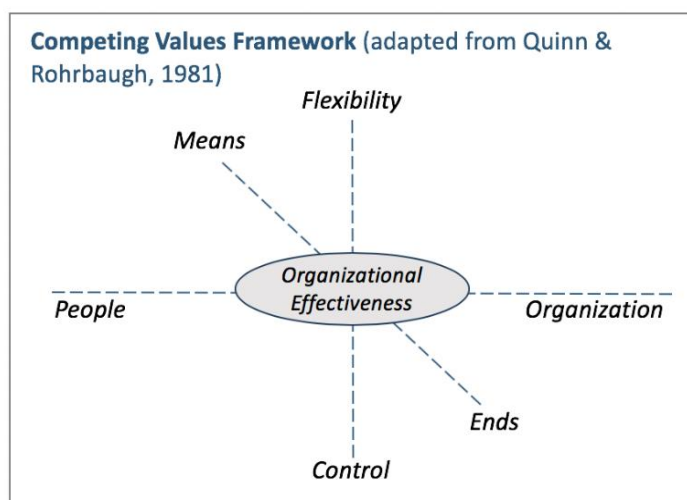 Competing Values Framework (adapted from Quinn &
Rohrbaugh, 1981)
Flexibility
Means
Organizational
Effectiveness
People
Organization
Ends
Control